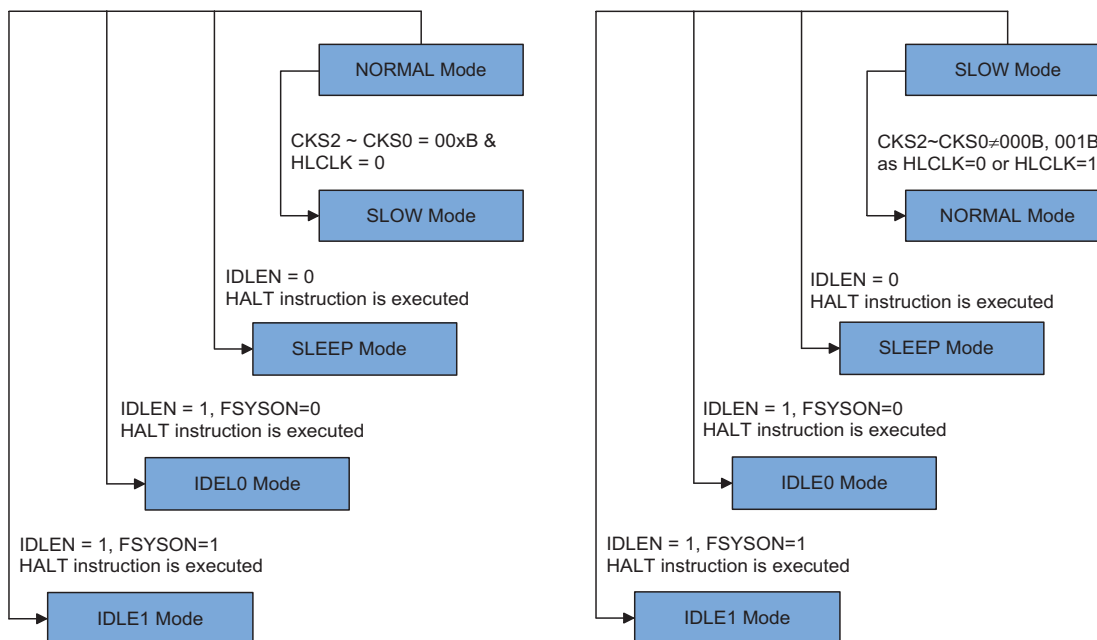 NORMAL Mode
CKS2 ~ CKS0 = 00xB &
HLCLK = 0
SLOW Mode
IDLEN = 0
HALT instruction is executed
SLEEP Mode
IDLEN = 1, FSYSON=0
HALT instruction is executed
IDEL0 Mode
IDLEN = 1, FSYSON=1
HALT instruction is executed
IDLE1 Mode
SLOW Mode
CKS2~CKS0≠000B, 001B
as HLCLK=0 or HLCLK=1
NORMAL Mode
IDLEN = 0
HALT instruction is executed
SLEEP Mode
IDLEN = 1, FSYSON=0
HALT instruction is executed
IDLE0 Mode
IDLEN = 1, FSYSON=1
HALT instruction is executed
IDLE1 Mode